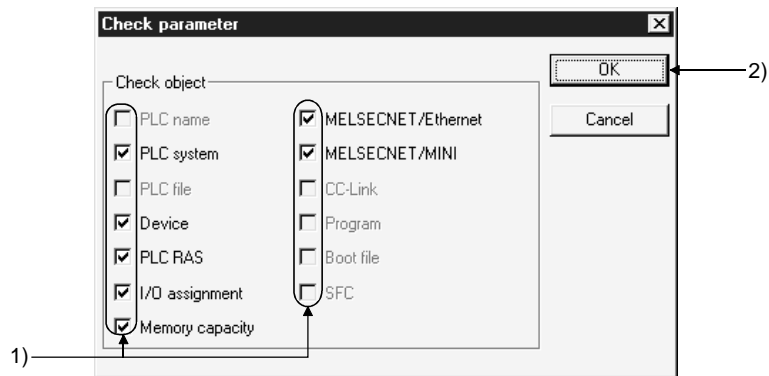 Check parameter
OK
2)
Check object
PLC name
MELSECNET/Ethernet
Cancel
PLC system
MELSECNET/MINI
PLC file
CC-Link
Device
Program
PLC RAS
Boot file
I/O assignment
SFC
Memory capacity
1)